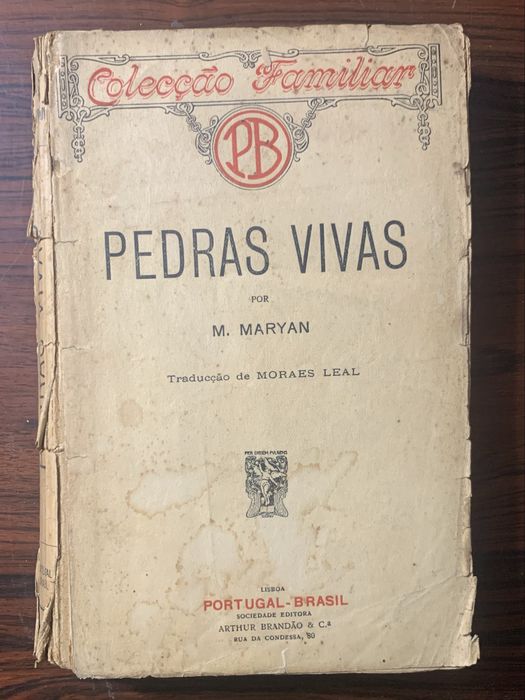 Colecção Familiar
PB
PEDRAS VIVAS
POR
M. MARYAN
Traducção de MORAES LEAL
LISBOA
PORTUGAL-BRASIL
SOCIEDADE EDITORA
ARTHUR BRANDÃO & C.ª
RUA DA CONDESSA, 80